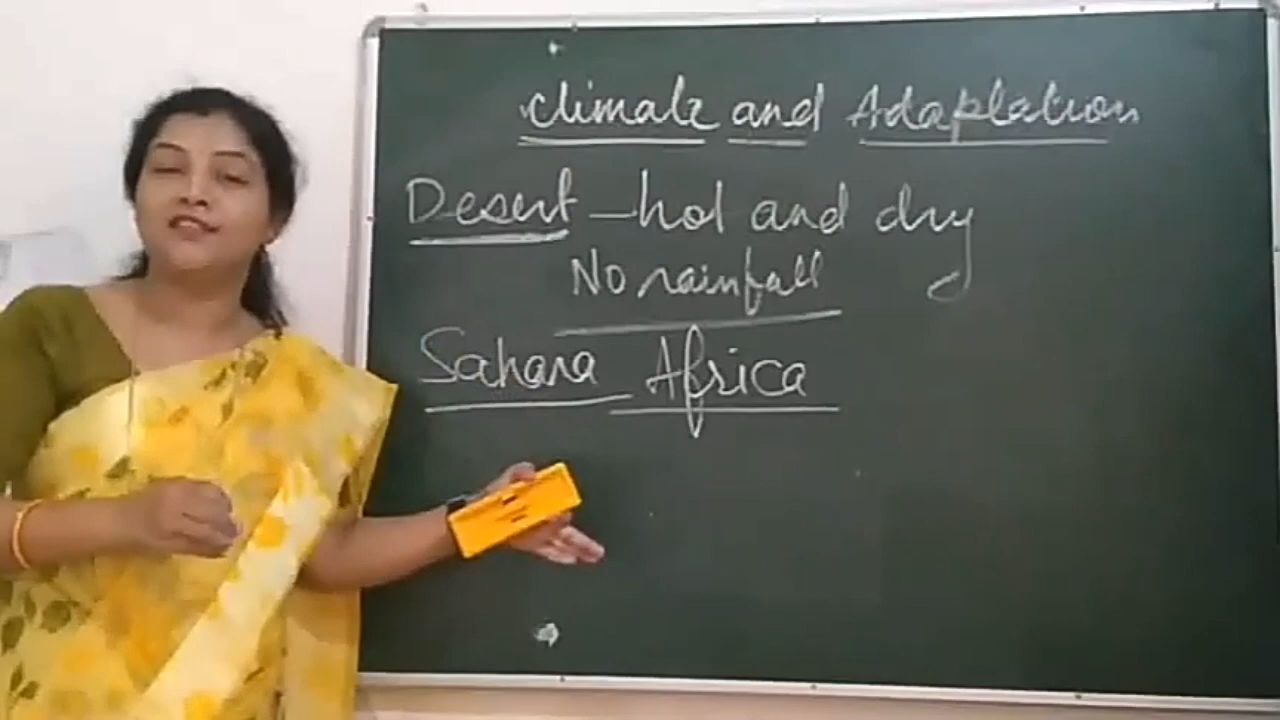 Climate and Adaptation
Desert - hot and dry
No rainfall
Sahara Africa